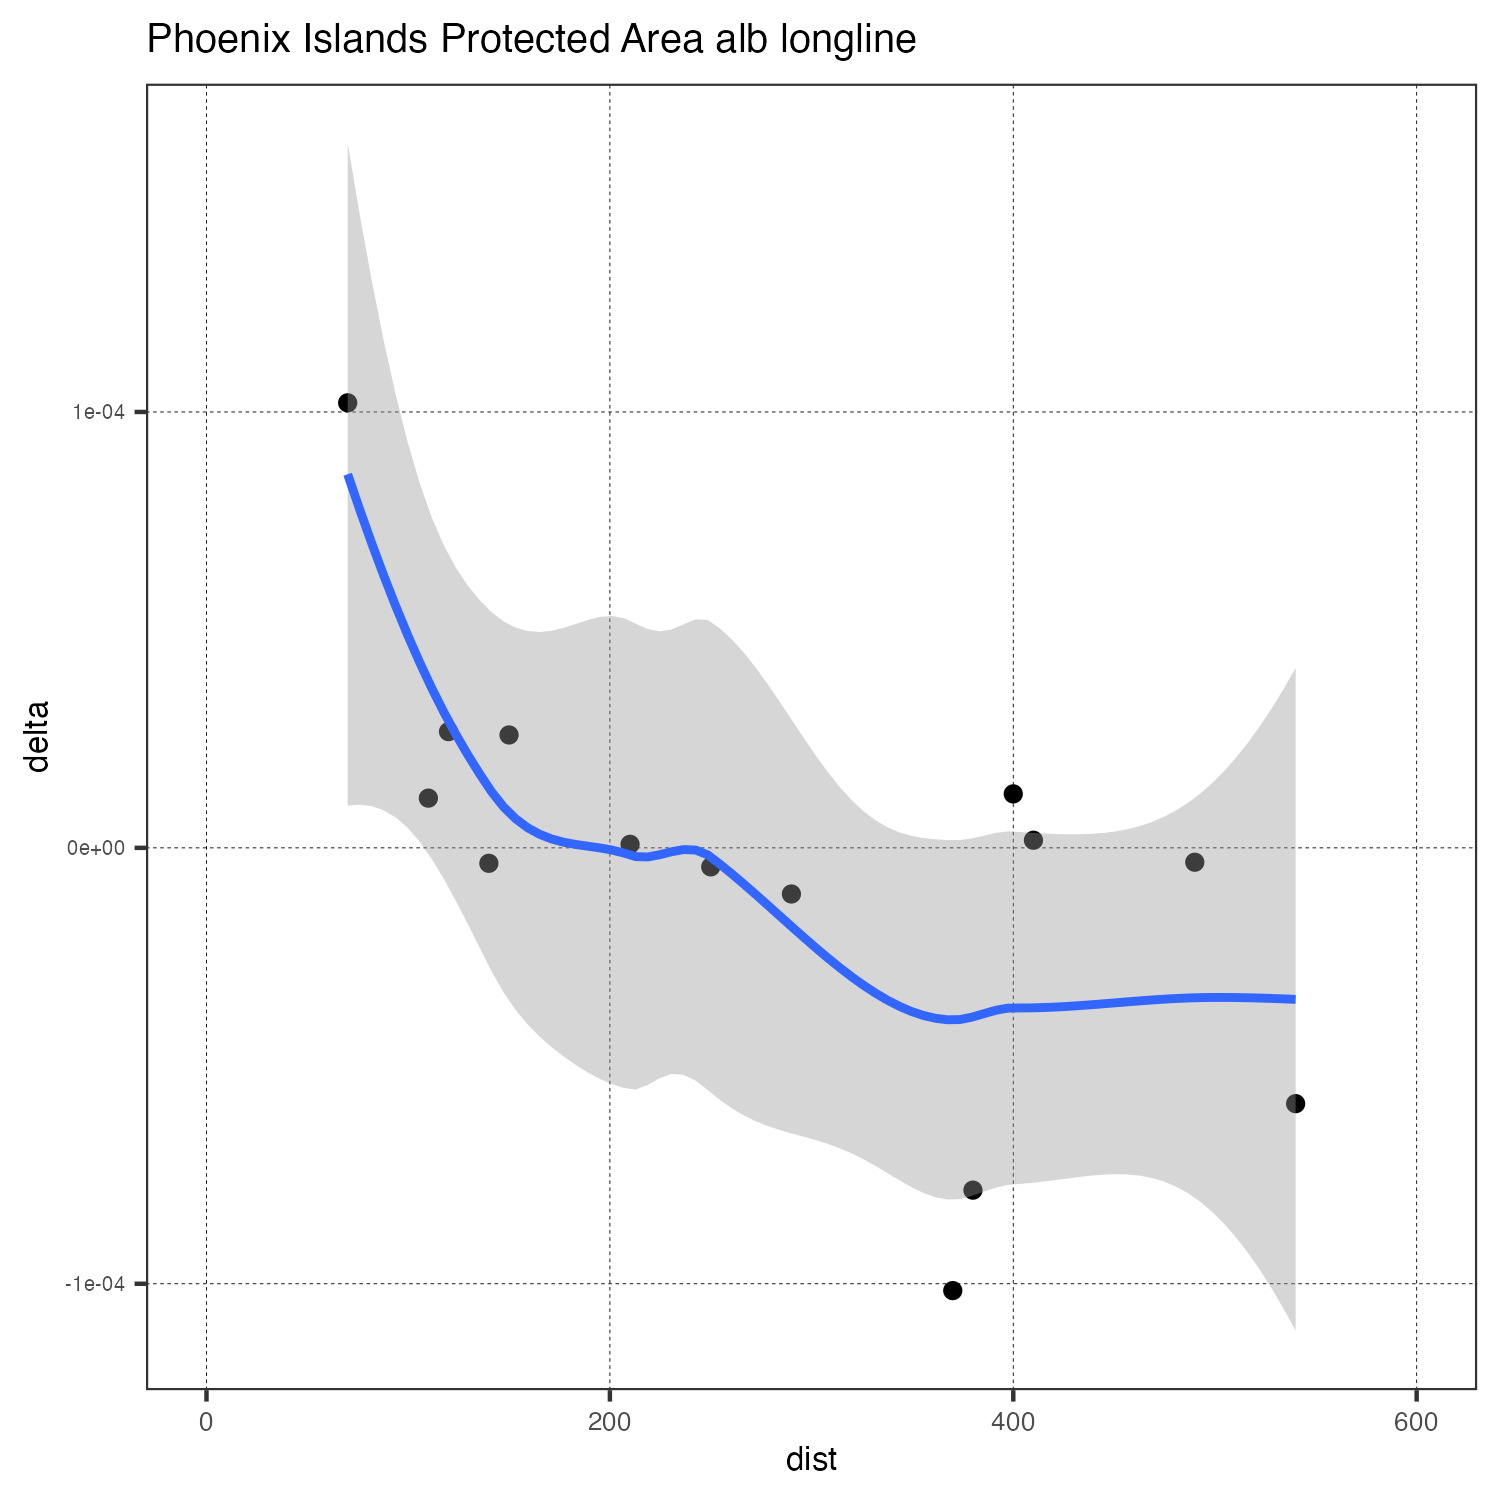 Phoenix Islands Protected Area alb longline
1e-04
0e+00
-1e-04
delta
0 200 400 600
dist